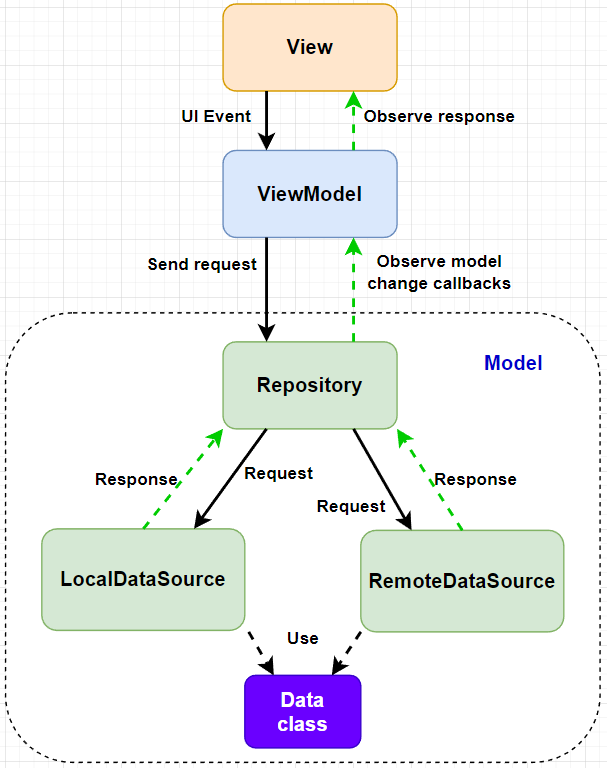 View
UI Event
Observe response
ViewModel
Send request
Observe model
change callbacks
Model
Repository
Response
Request
Request
Response
LocalDataSource
RemoteDataSource
Use
Data
class